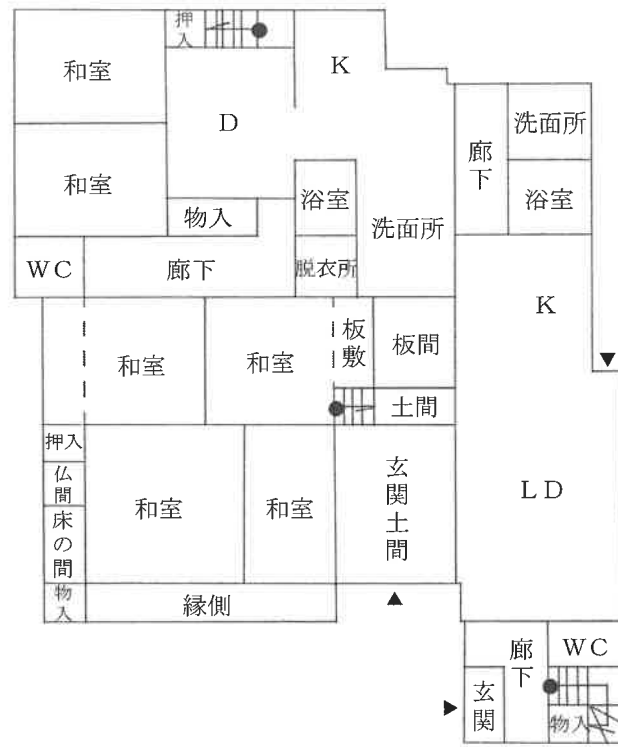 押入
K
和室
D
洗面所
廊下
和室
浴室
浴室
物入
洗面所
WC
廊下
脱衣所
K
和室
和室
板敷
板間
土間
押入
仏間
和室
和室
玄関土間
LD
床の間
物入
縁側
廊下
WC
玄関
物入